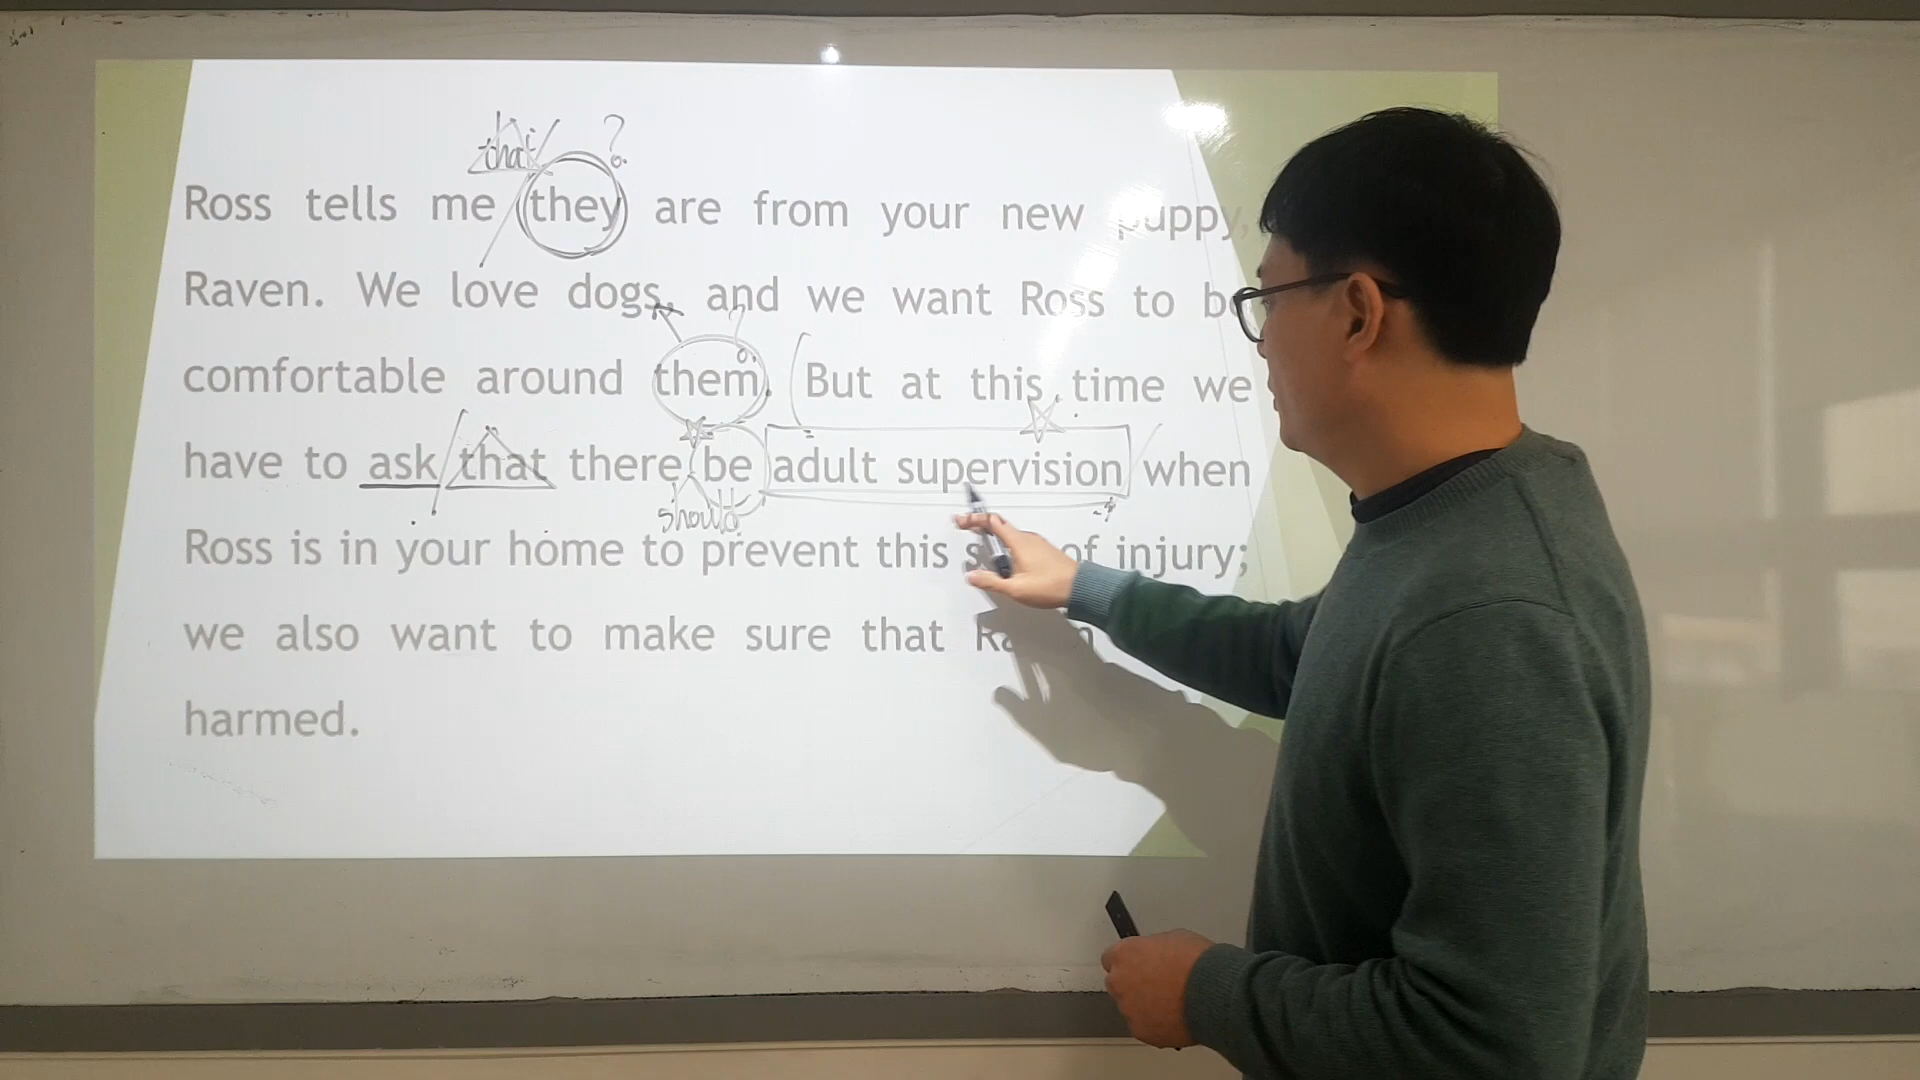 that ?
Ross tells me they are from your new puppy,
Raven. We love dogs, and we want Ross to be
?
comfortable around them. But at this time we
have to ask that there be adult supervision when
should
Ross is in your home to prevent this of injury;
we also want to make sure that
harmed.